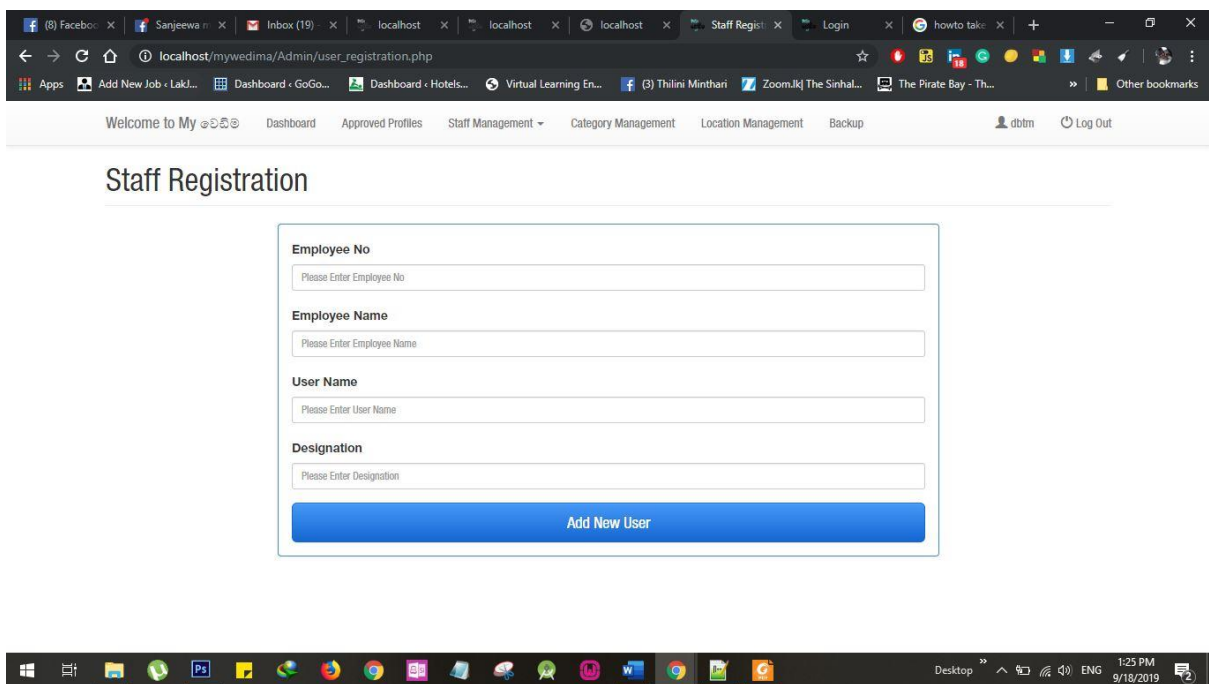 (8) Faceboo
Sanjeewa m
Inbox (19) -
localhost
localhost
localhost
Staff Regist
Login
howto take
localhost/mywedima/Admin/user_registration.php
18
Apps
Add New Job ‹ Lakl...
Dashboard ‹ GoGo...
Dashboard ‹ Hotels...
Virtual Learning En...
(3) Thilini Minthari
Zoom.lk| The Sinhal...
The Pirate Bay - Th...
»
Other bookmarks
Welcome to My වෙඩිම
Dashboard
Approved Profiles
Staff Management
Category Management
Location Management
Backup
dbtm
Log Out
Staff Registration
Employee No
Please Enter Employee No
Employee Name
Please Enter Employee Name
User Name
Please Enter User Name
Designation
Please Enter Designation
Add New User
Desktop »
ENG
1:25 PM
9/18/2019
2